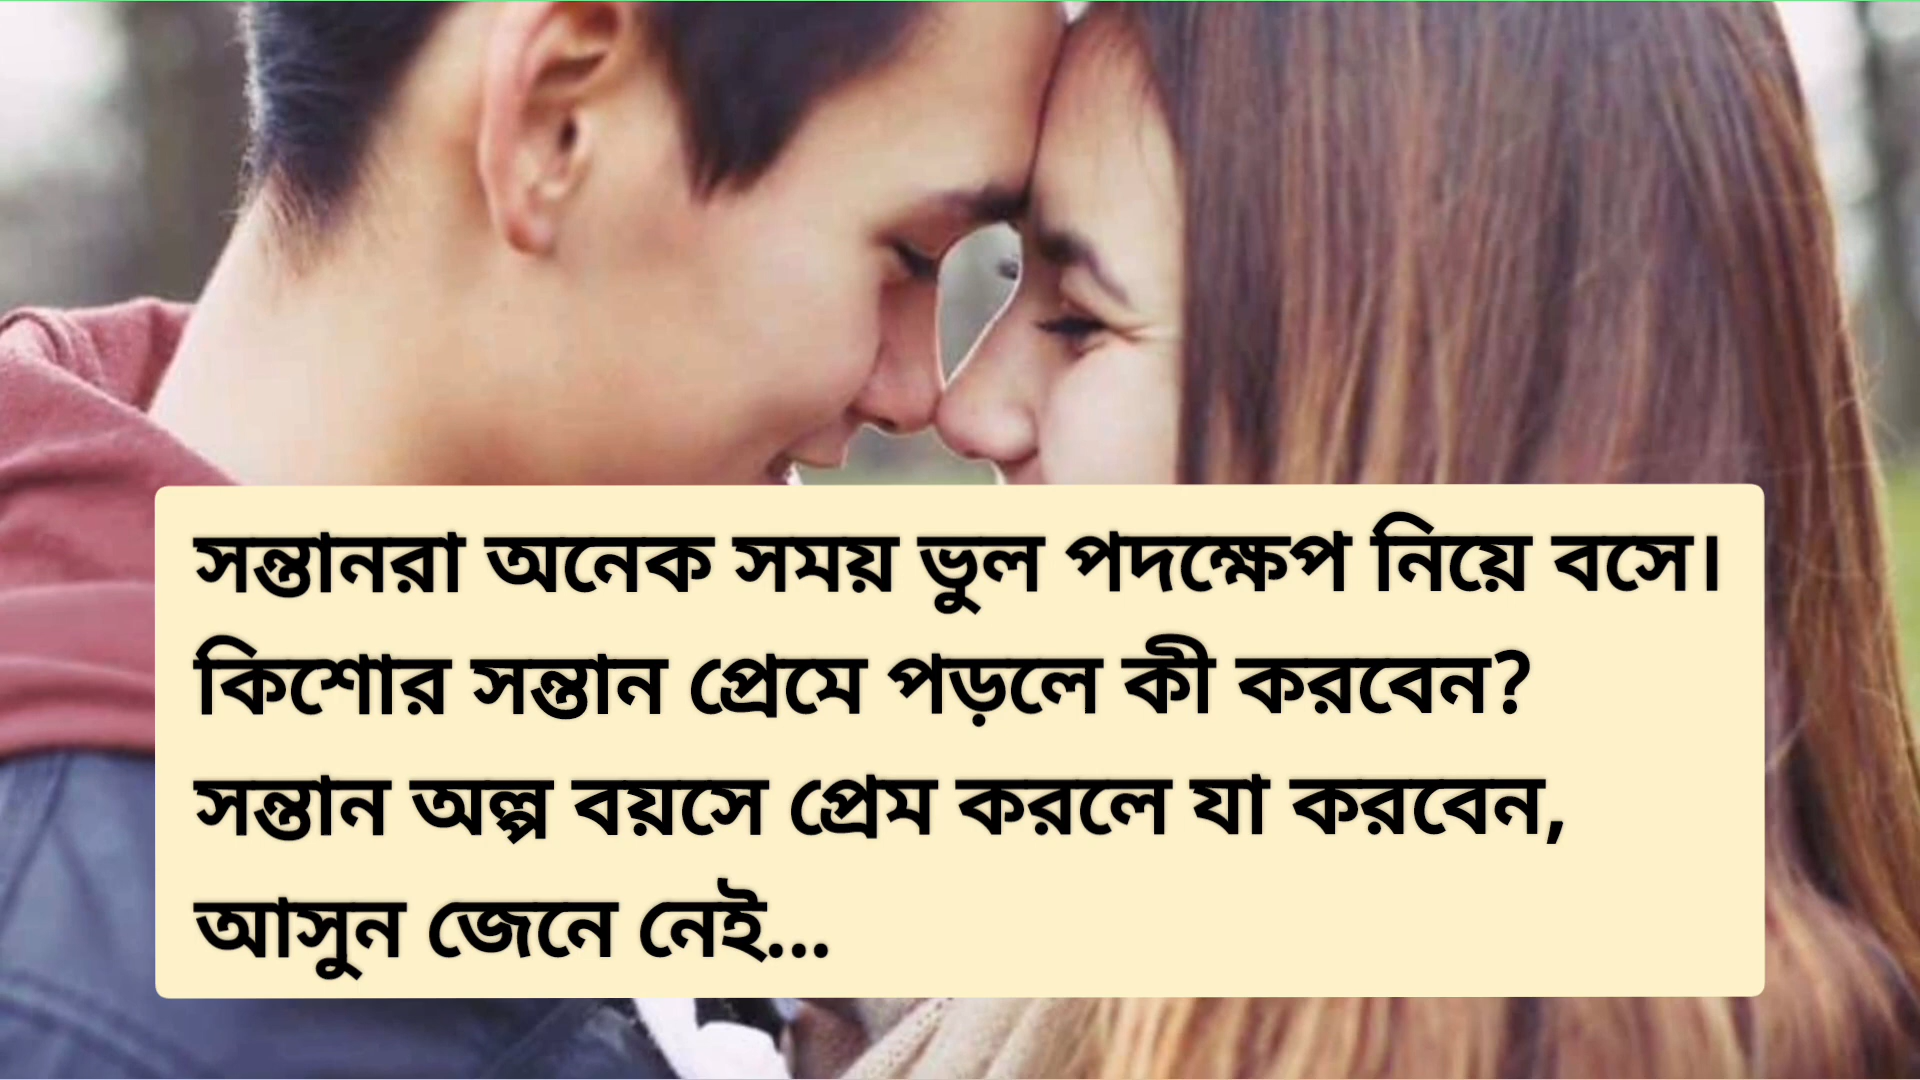 সন্তানরা অনেক সময় ভুল পদক্ষেপ নিয়ে বসে।
কিশোর সন্তান প্রেমে পড়লে কী করবেন?
সন্তান অল্প বয়সে প্রেম করলে যা করবেন,
আসুন জেনে নেই...